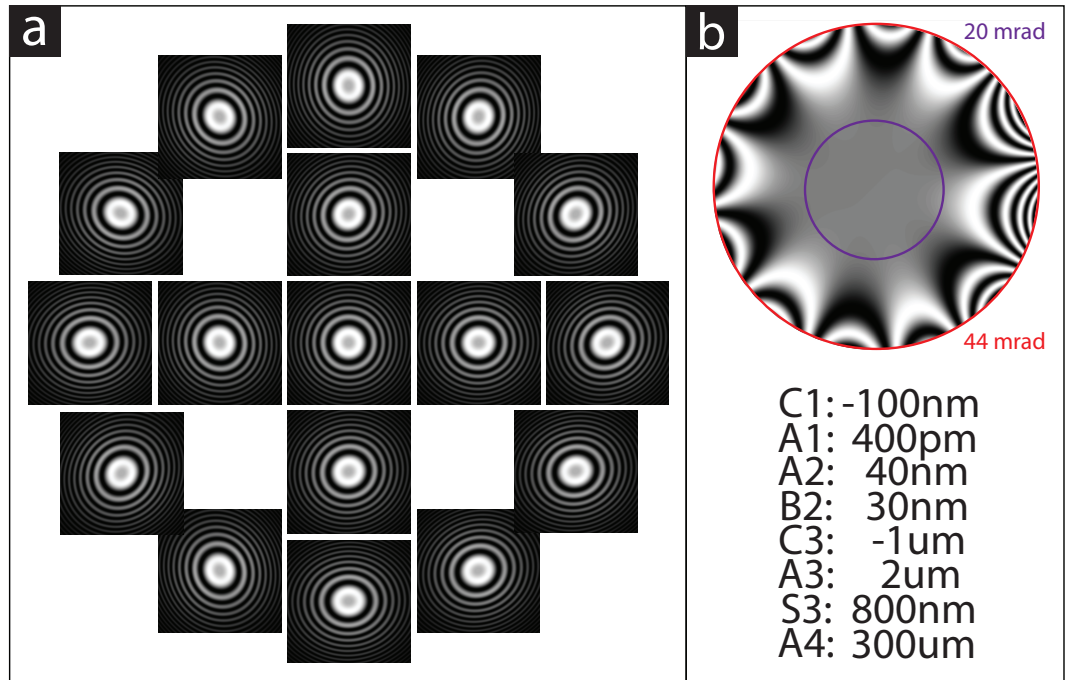 a
b
20 mrad
44 mrad
C1: -100nm
A1: 400pm
A2: 40nm
B2: 30nm
C3: -1um
A3: 2um
S3: 800nm
A4: 300um